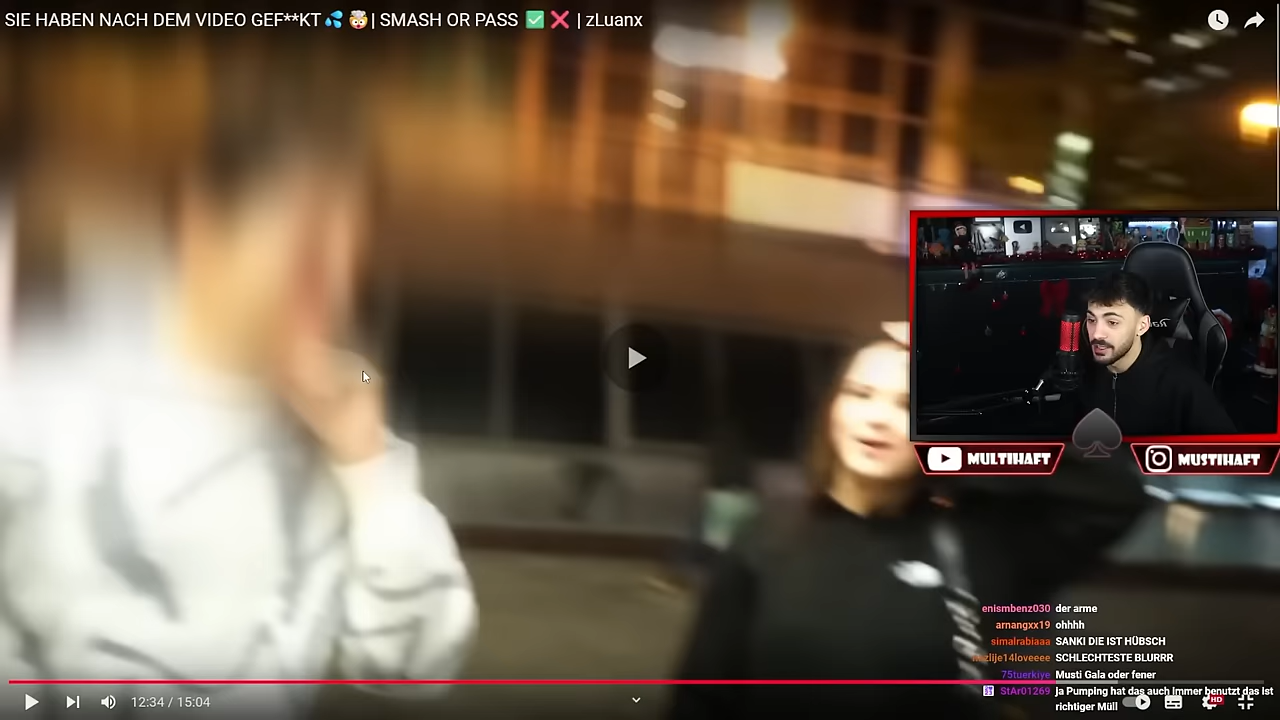 SIE HABEN NACH DEM VIDEO GEF**KT💦🤯| SMASH OR PASS ✅❌ | zLuanx
MULTIHAFT
MUSTIHAFT
enismbenz030 der arme
arnangxx19 ohhhh
simalrabiaaa SANKI DIE IST HÜBSCH
SCHLECHTESTE BLURRR
75tuerkiye Musti Gala oder fener
StAr01269 ja Pumping hat das auch immer benutzt das ist
richtiger Müll
12:34 / 15:04
HD